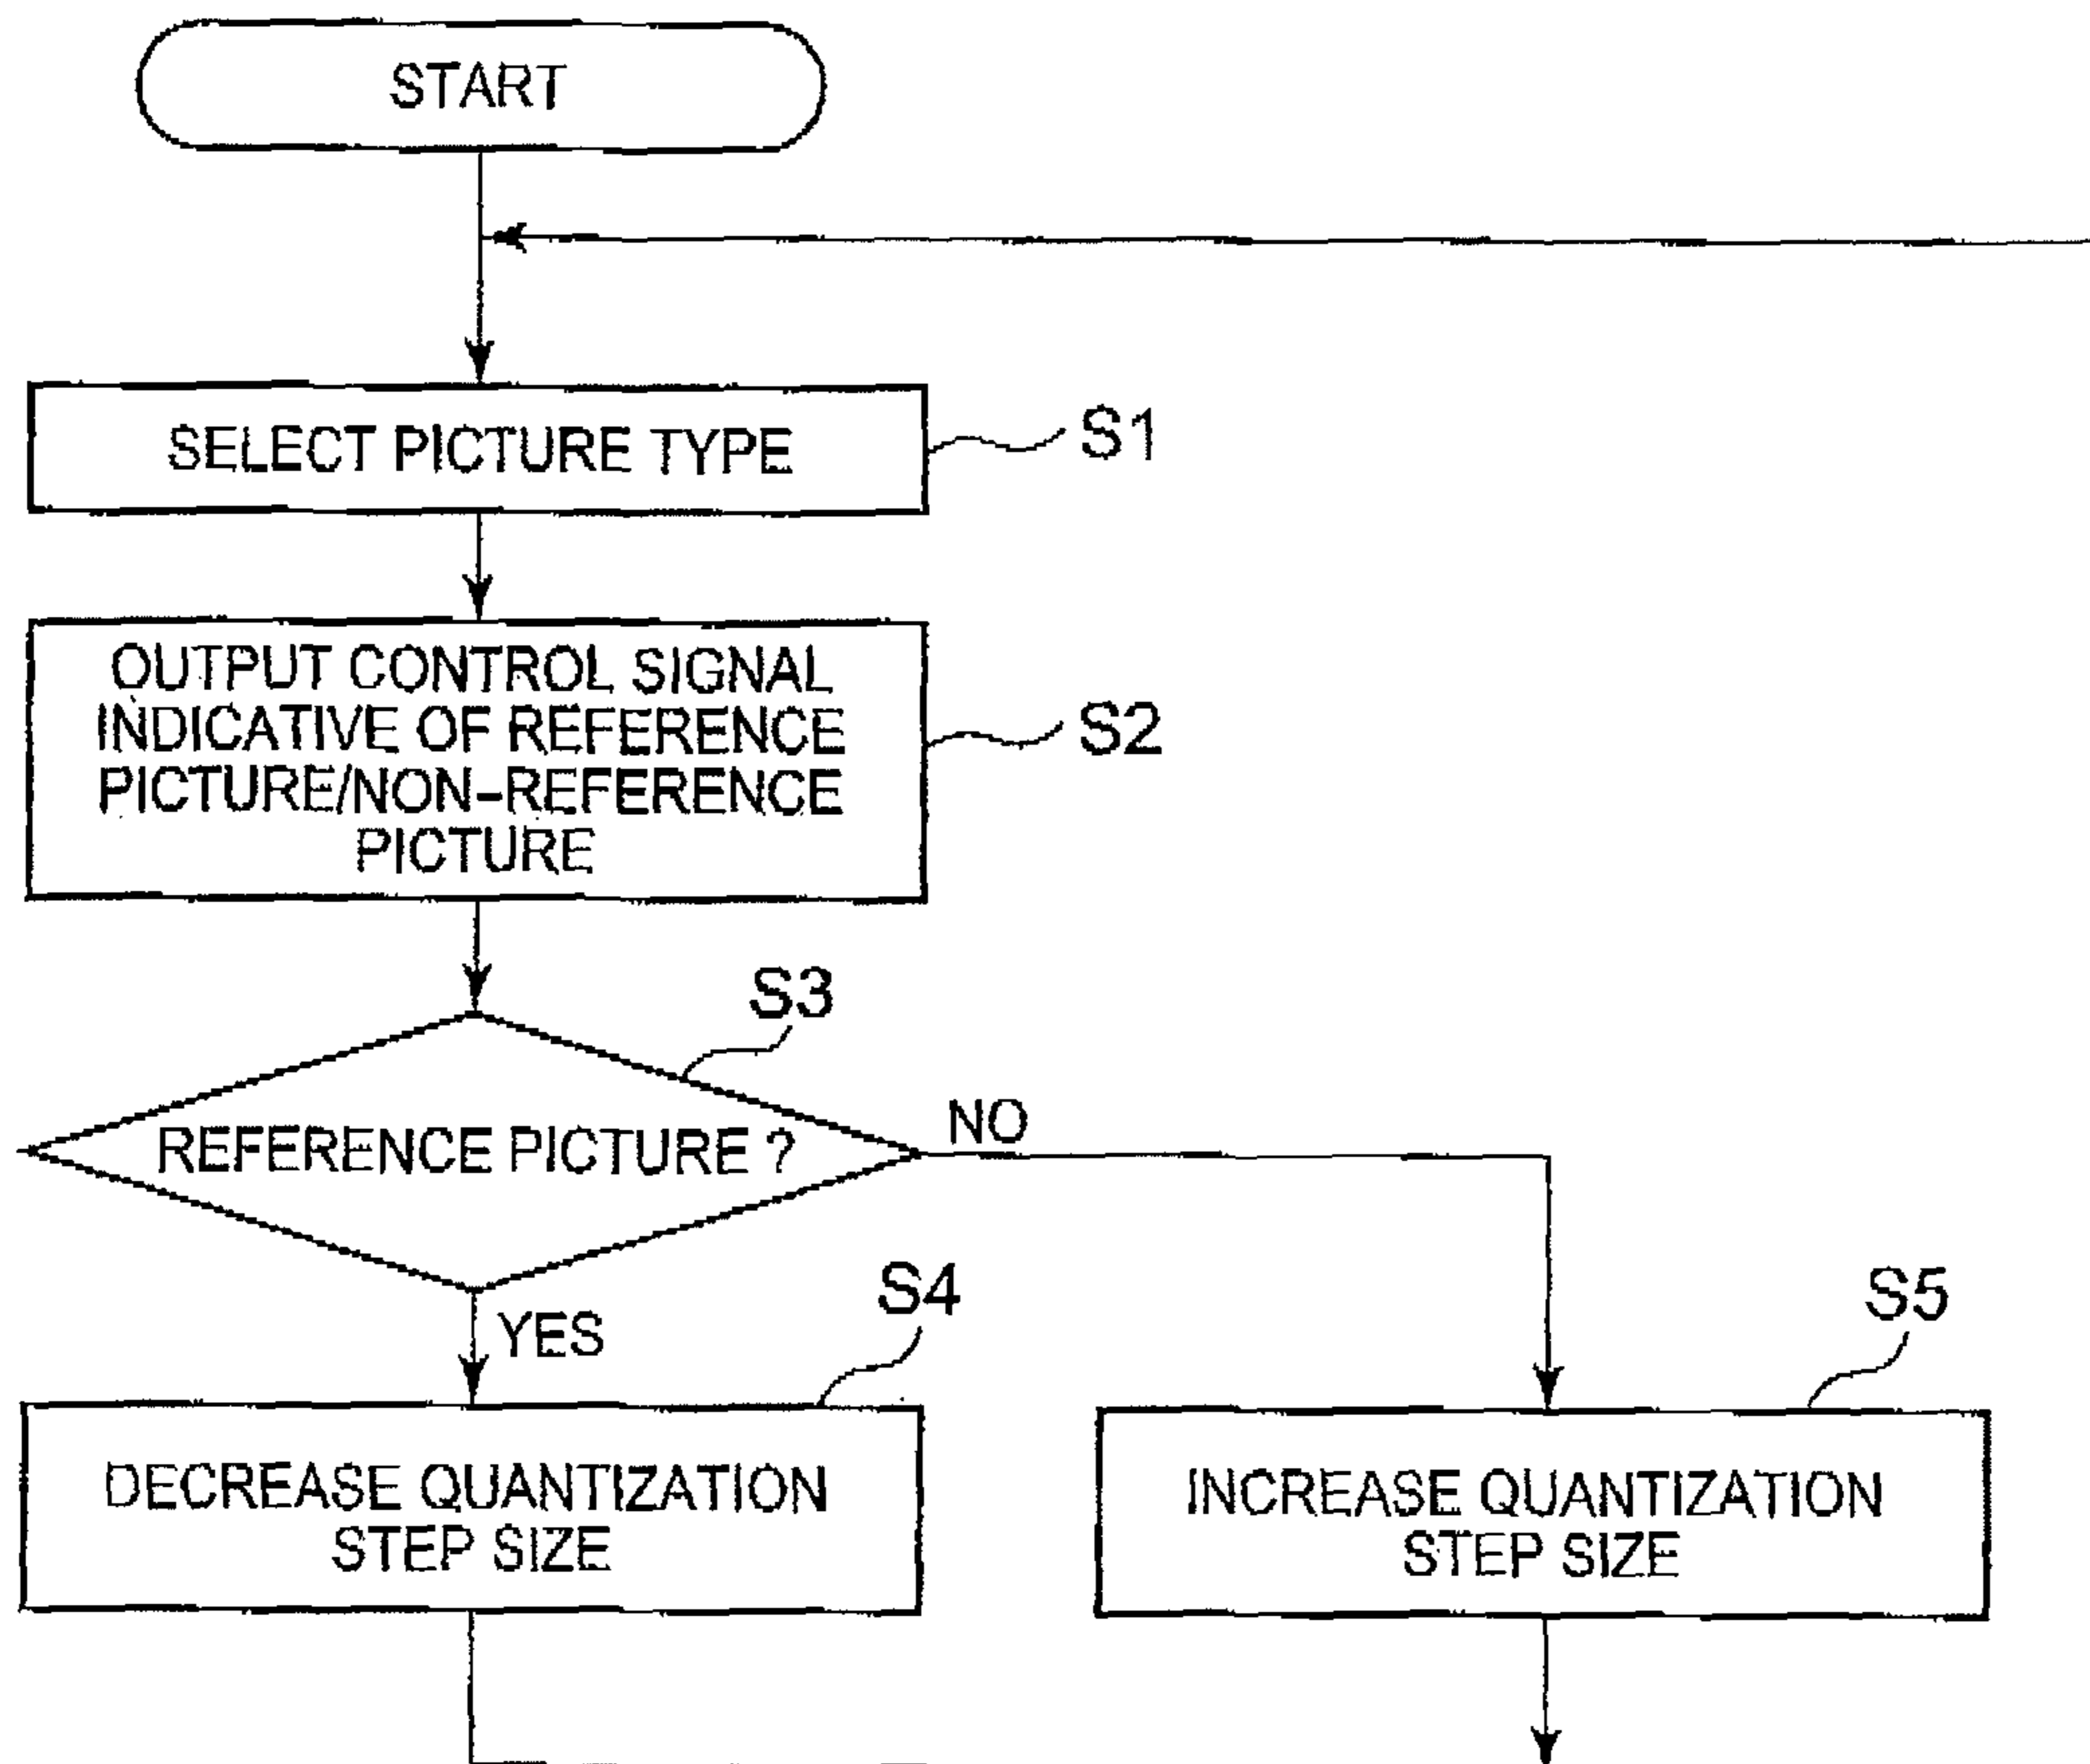 START
SELECT PICTURE TYPE
S1
OUTPUT CONTROL SIGNAL
INDICATIVE OF REFERENCE
PICTURE/NON-REFERENCE
PICTURE
S2
S3
REFERENCE PICTURE ?
NO
YES
S4
DECREASE QUANTIZATION
STEP SIZE
S5
INCREASE QUANTIZATION
STEP SIZE